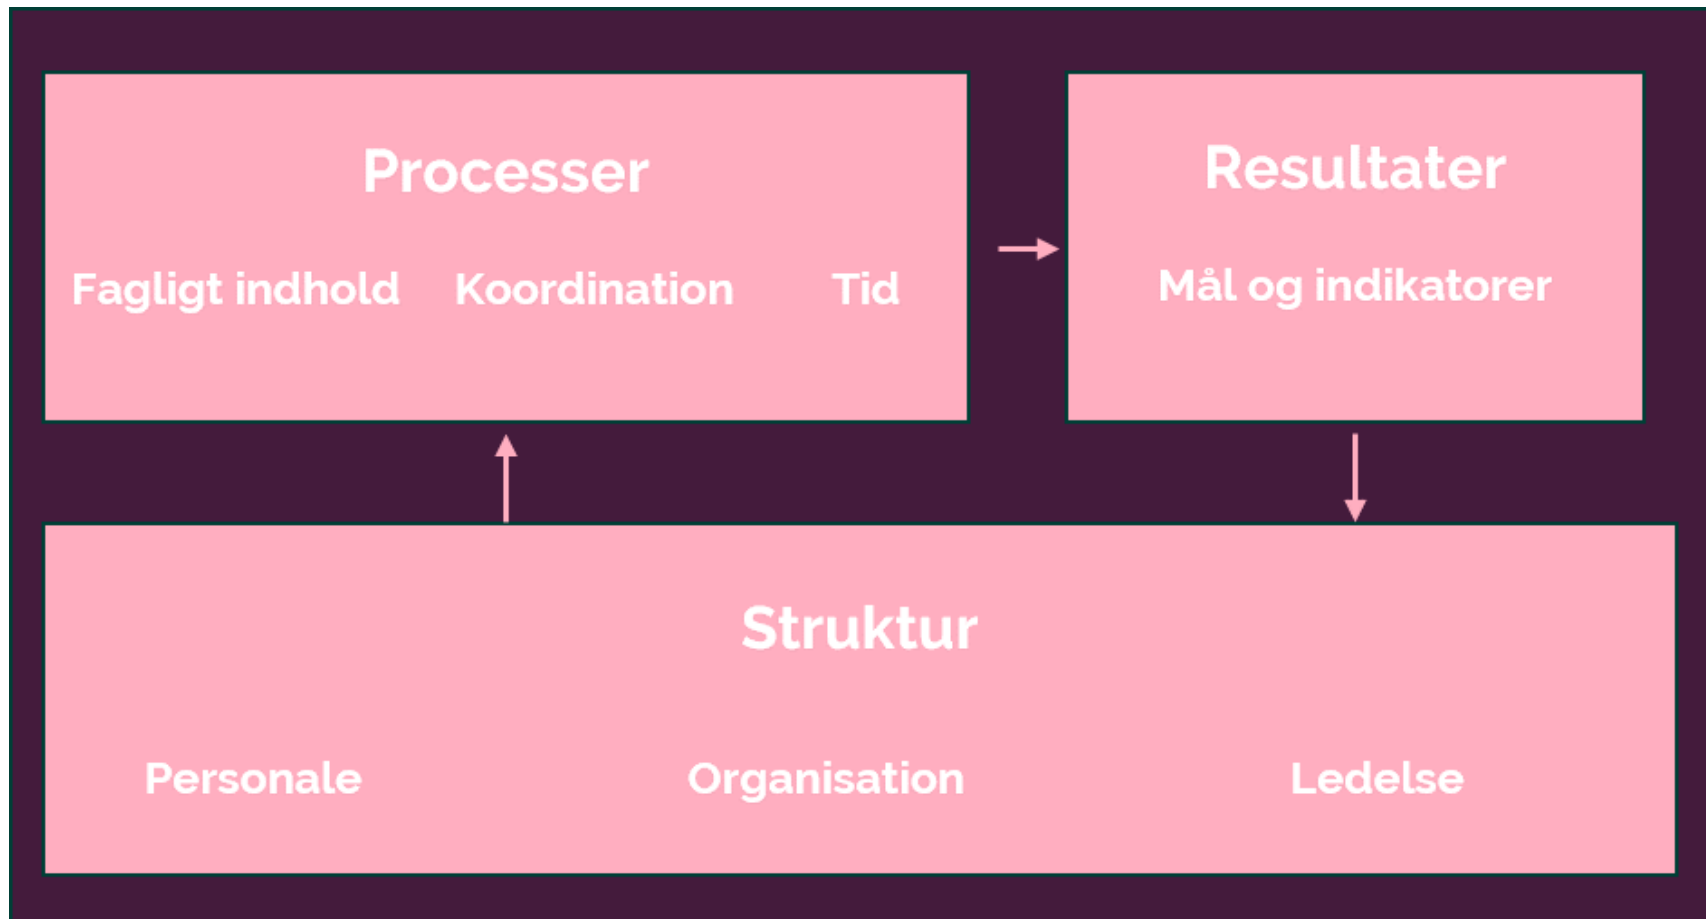 Processer
Fagligt indhold Koordination Tid
Resultater
Mål og indikatorer
Struktur
Personale Organisation Ledelse